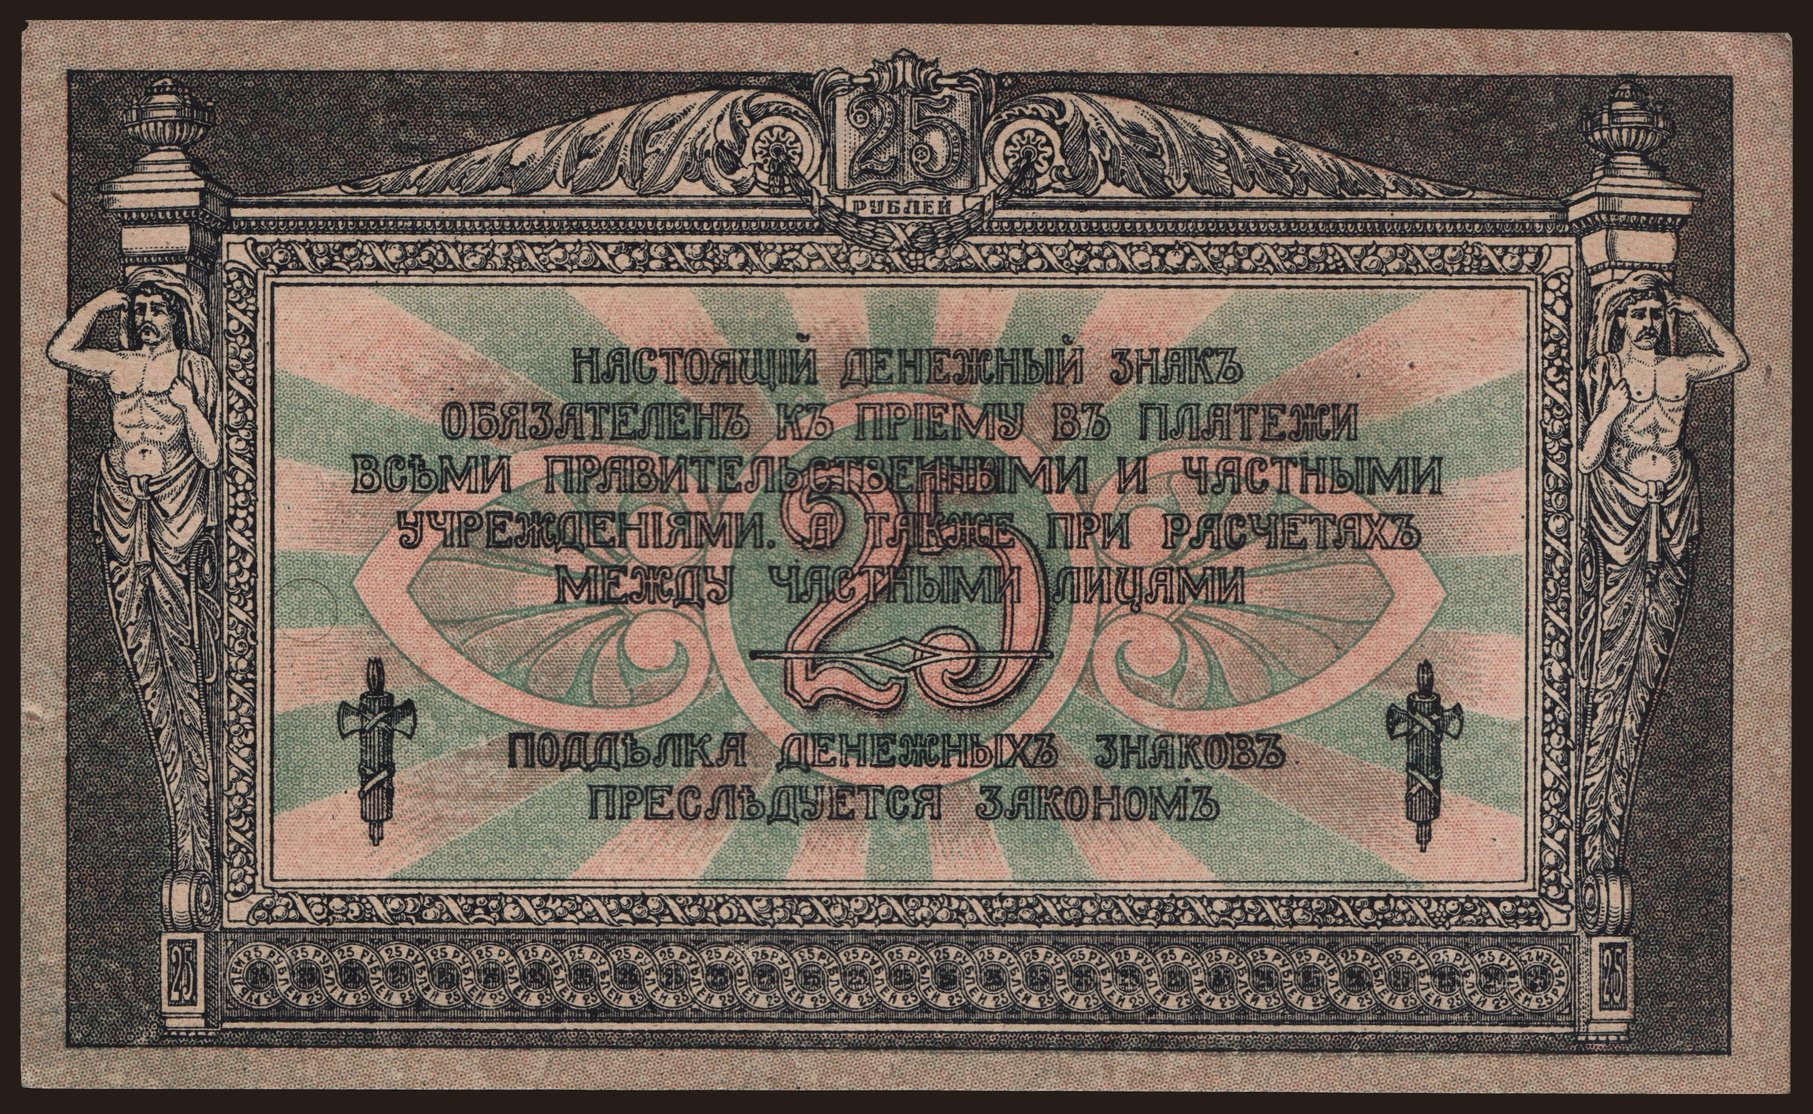 25
РУБЛЕЙ
НАСТОЯЩІЙ ДЕНЕЖНЫЙ ЗНАКЪ
ОБЯЗАТЕЛЕНЪ КЪ ПРІЕМУ ВЪ ПЛАТЕЖИ
ВСѢМИ ПРАВИТЕЛЬСТВЕННЫМИ И ЧАСТНЫМИ
УЧРЕЖДЕНІЯМИ. А ТАКЖЕ ПРИ РАСЧЕТАХЪ
МЕЖДУ ЧАСТНЫМИ ЛИЦАМИ
25
ПОДДѢЛКА ДЕНЕЖНЫХЪ ЗНАКОВЪ
ПРЕСЛѢДУЕТСЯ ЗАКОНОМЪ
25 25